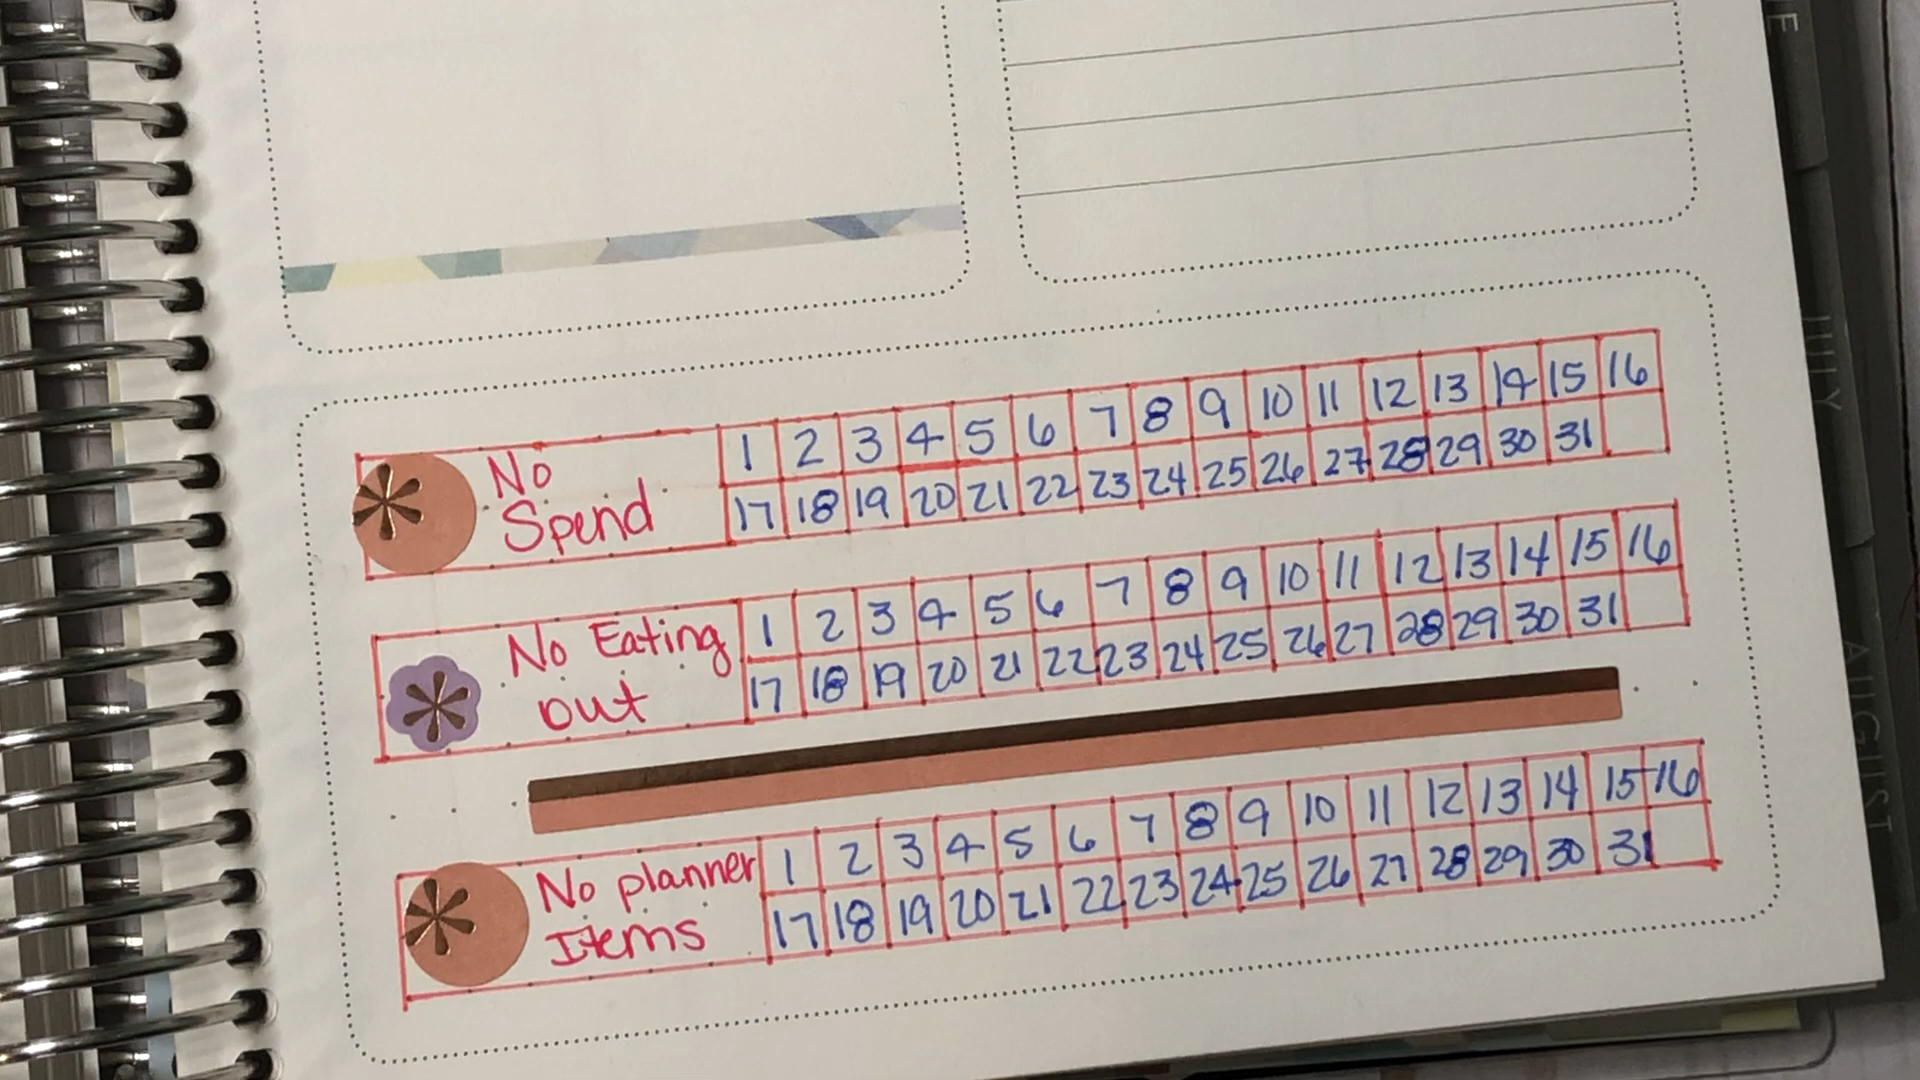 No
Spend
1 2 3 4 5 6 7 8 9 10 11 12 13 14 15 16
17 18 19 20 21 22 23 24 25 26 27 28 29 30 31
No Eating
out
1 2 3 4 5 6 7 8 9 10 11 12 13 14 15 16
17 18 19 20 21 22 23 24 25 26 27 28 29 30 31
No planner
Items
1 2 3 4 5 6 7 8 9 10 11 12 13 14 15 16
17 18 19 20 21 22 23 24 25 26 27 28 29 30 31
JULY
AUGUST